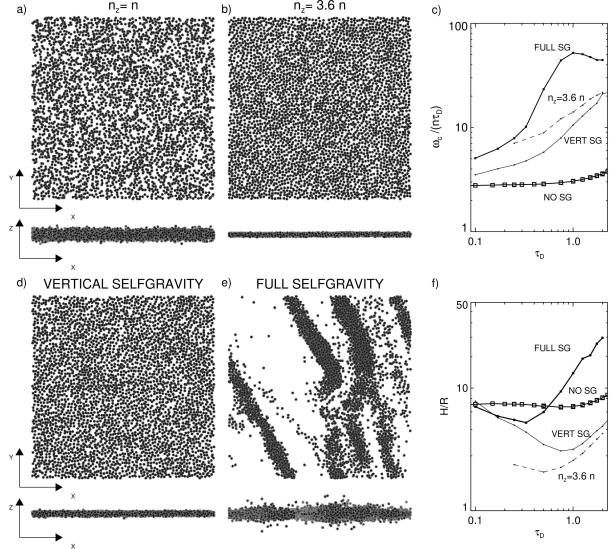 a) n_z= n
Y
X
Z
X
b) n_z= 3.6 n
c)
100
10
1
ω_c /(nτ_D)
FULL SG
n_z=3.6 n
VERT SG
NO SG
0.1
1.0
τ_D
d) VERTICAL SELFGRAVITY
Y
X
Z
X
e) FULL SELFGRAVITY
f)
50
10
1
H/R
FULL SG
NO SG
VERT SG
n_z=3.6 n
0.1
1.0
τ_D